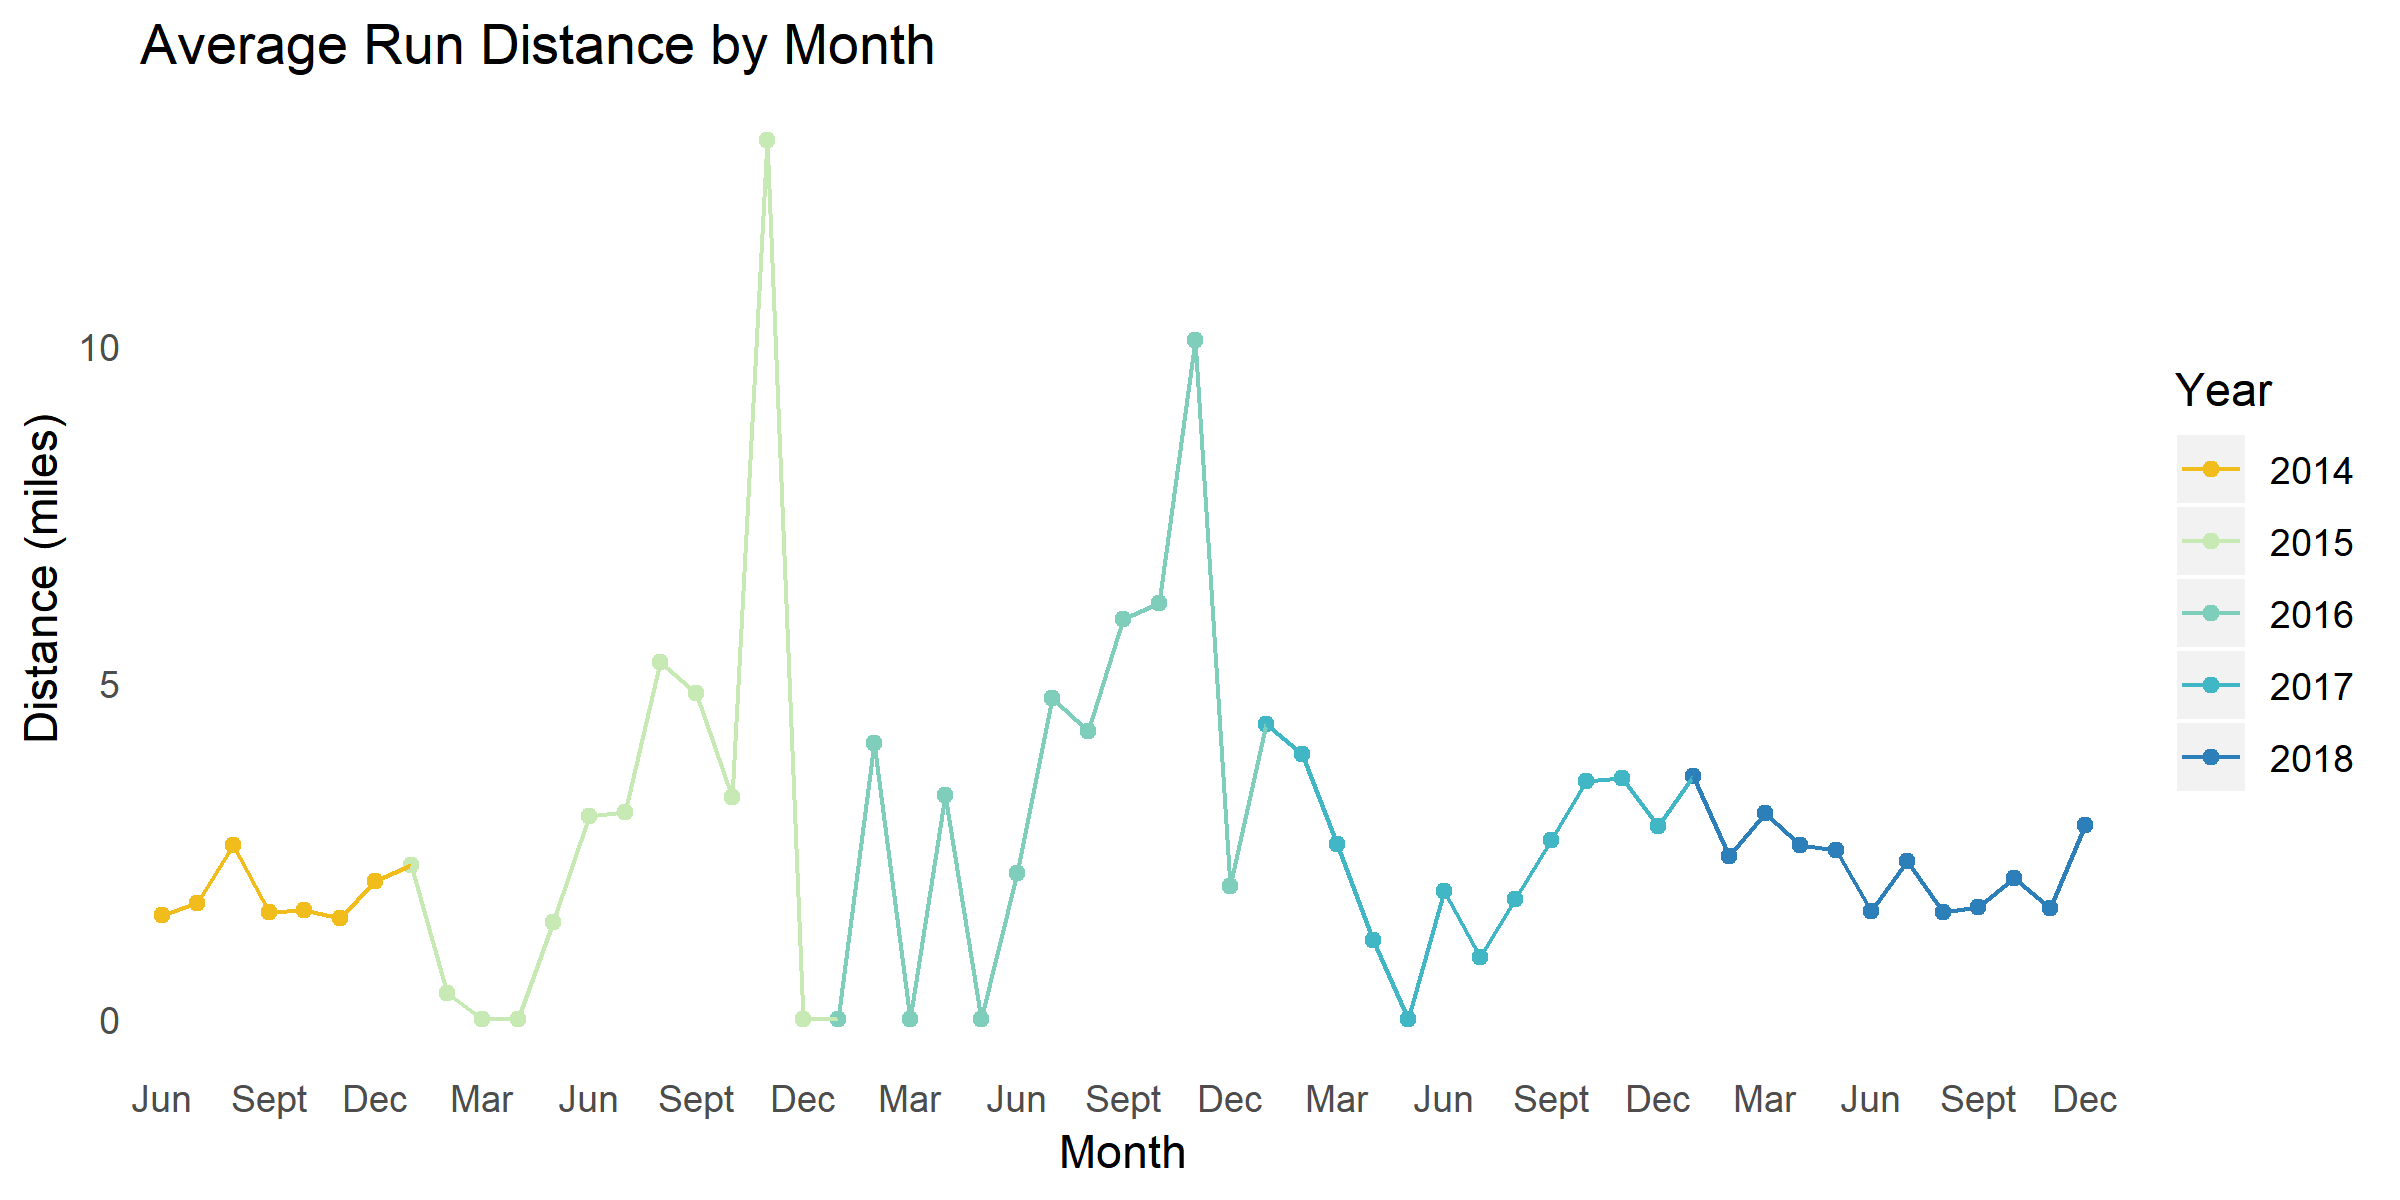 Average Run Distance by Month
Distance (miles)
10
5
0
Jun Sept Dec Mar Jun Sept Dec Mar Jun Sept Dec Mar Jun Sept Dec Mar Jun Sept Dec
Month
Year
2014
2015
2016
2017
2018